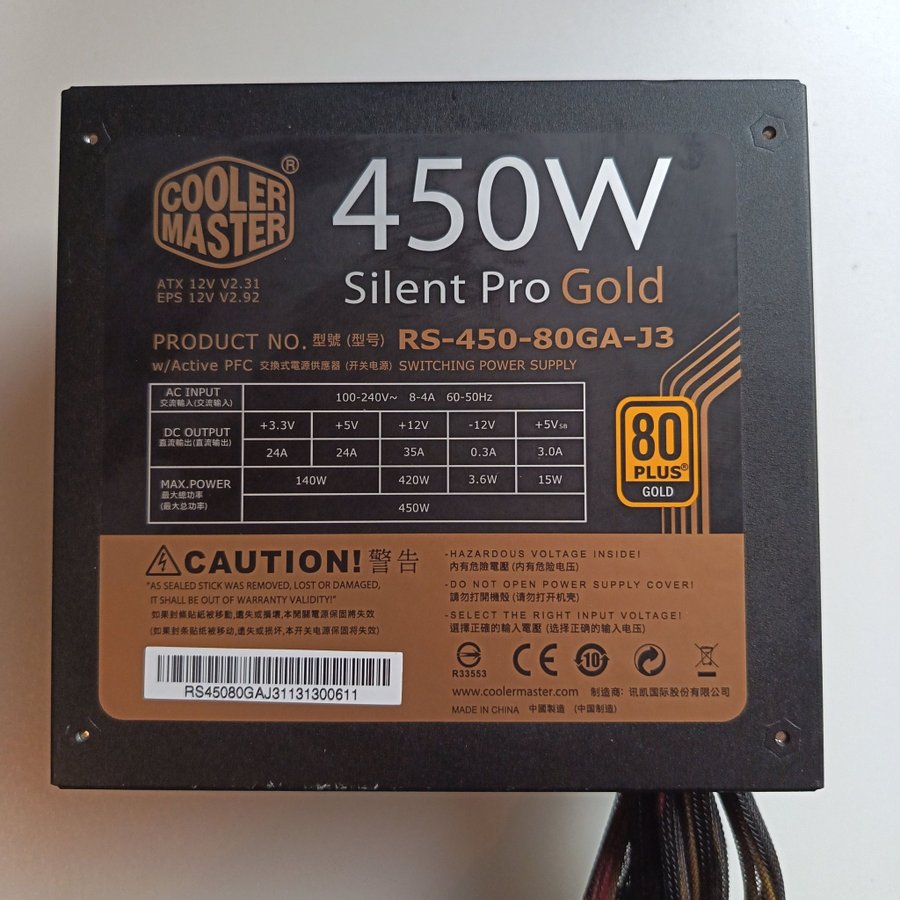 COOLER
MASTER ®
450W
Silent Pro Gold
ATX 12V V2.31
EPS 12V V2.92
PRODUCT NO. 型號 (型号) RS-450-80GA-J3
w/Active PFC 交換式電源供應器 (开关电源) SWITCHING POWER SUPPLY
AC INPUT
交流輸入(交流输入)
100-240V~ 8-4A 60-50Hz
DC OUTPUT
直流輸出(直流输出)
+3.3V +5V +12V -12V +5VSB
24A 24A 35A 0.3A 3.0A
MAX.POWER
最大總功率
(最大总功率)
140W 420W 3.6W 15W
450W
80
PLUS®
GOLD
CAUTION! 警告
"AS SEALED STICK WAS REMOVED, LOST OR DAMAGED,
IT SHALL BE OUT OF WARRANTY VALIDITY!"
如果封條貼紙被移動,遺失或損壞,本開關電源保固將失效
(如果封条贴纸被移动,遗失或损坏,本开关电源保固将失效)
-HAZARDOUS VOLTAGE INSIDE!
內有危險電壓 (内有危险电压)
-DO NOT OPEN POWER SUPPLY COVER!
請勿打開機殼 (请勿打开机壳)
-SELECT THE RIGHT INPUT VOLTAGE!
選擇正確的輸入電壓 (选择正确的输入电压)
RS45080GAJ31131300611
R33553
CE
10
www.coolermaster.com 制造商: 讯凯国际股份有限公司
MADE IN CHINA 中國製造 (中国制造)